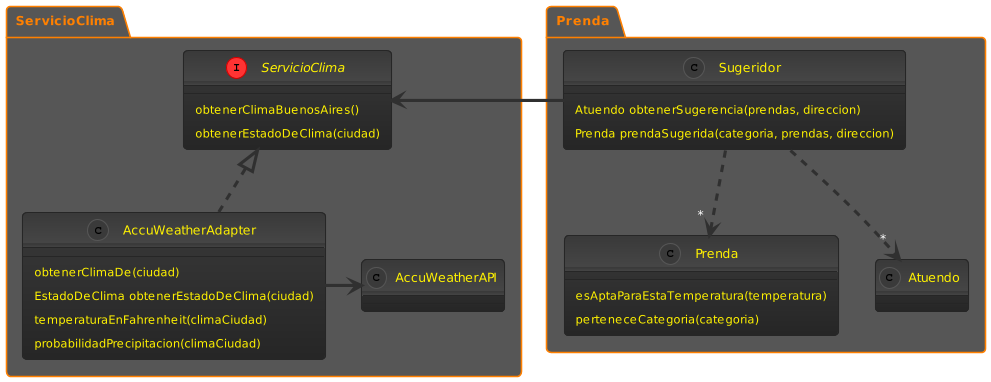 ServicioClima
I ServicioClima
obtenerClimaBuenosAires()
obtenerEstadoDeClima(ciudad)
C AccuWeatherAdapter
obtenerClimaDe(ciudad)
EstadoDeClima obtenerEstadoDeClima(ciudad)
temperaturaEnFahrenheit(climaCiudad)
probabilidadPrecipitacion(climaCiudad)
C AccuWeatherAPI
Prenda
C Sugeridor
Atuendo obtenerSugerencia(prendas, direccion)
Prenda prendaSugerida(categoria, prendas, direccion)
*
*
C Prenda
esAptaParaEstaTemperatura(temperatura)
perteneceCategoria(categoria)
C Atuendo